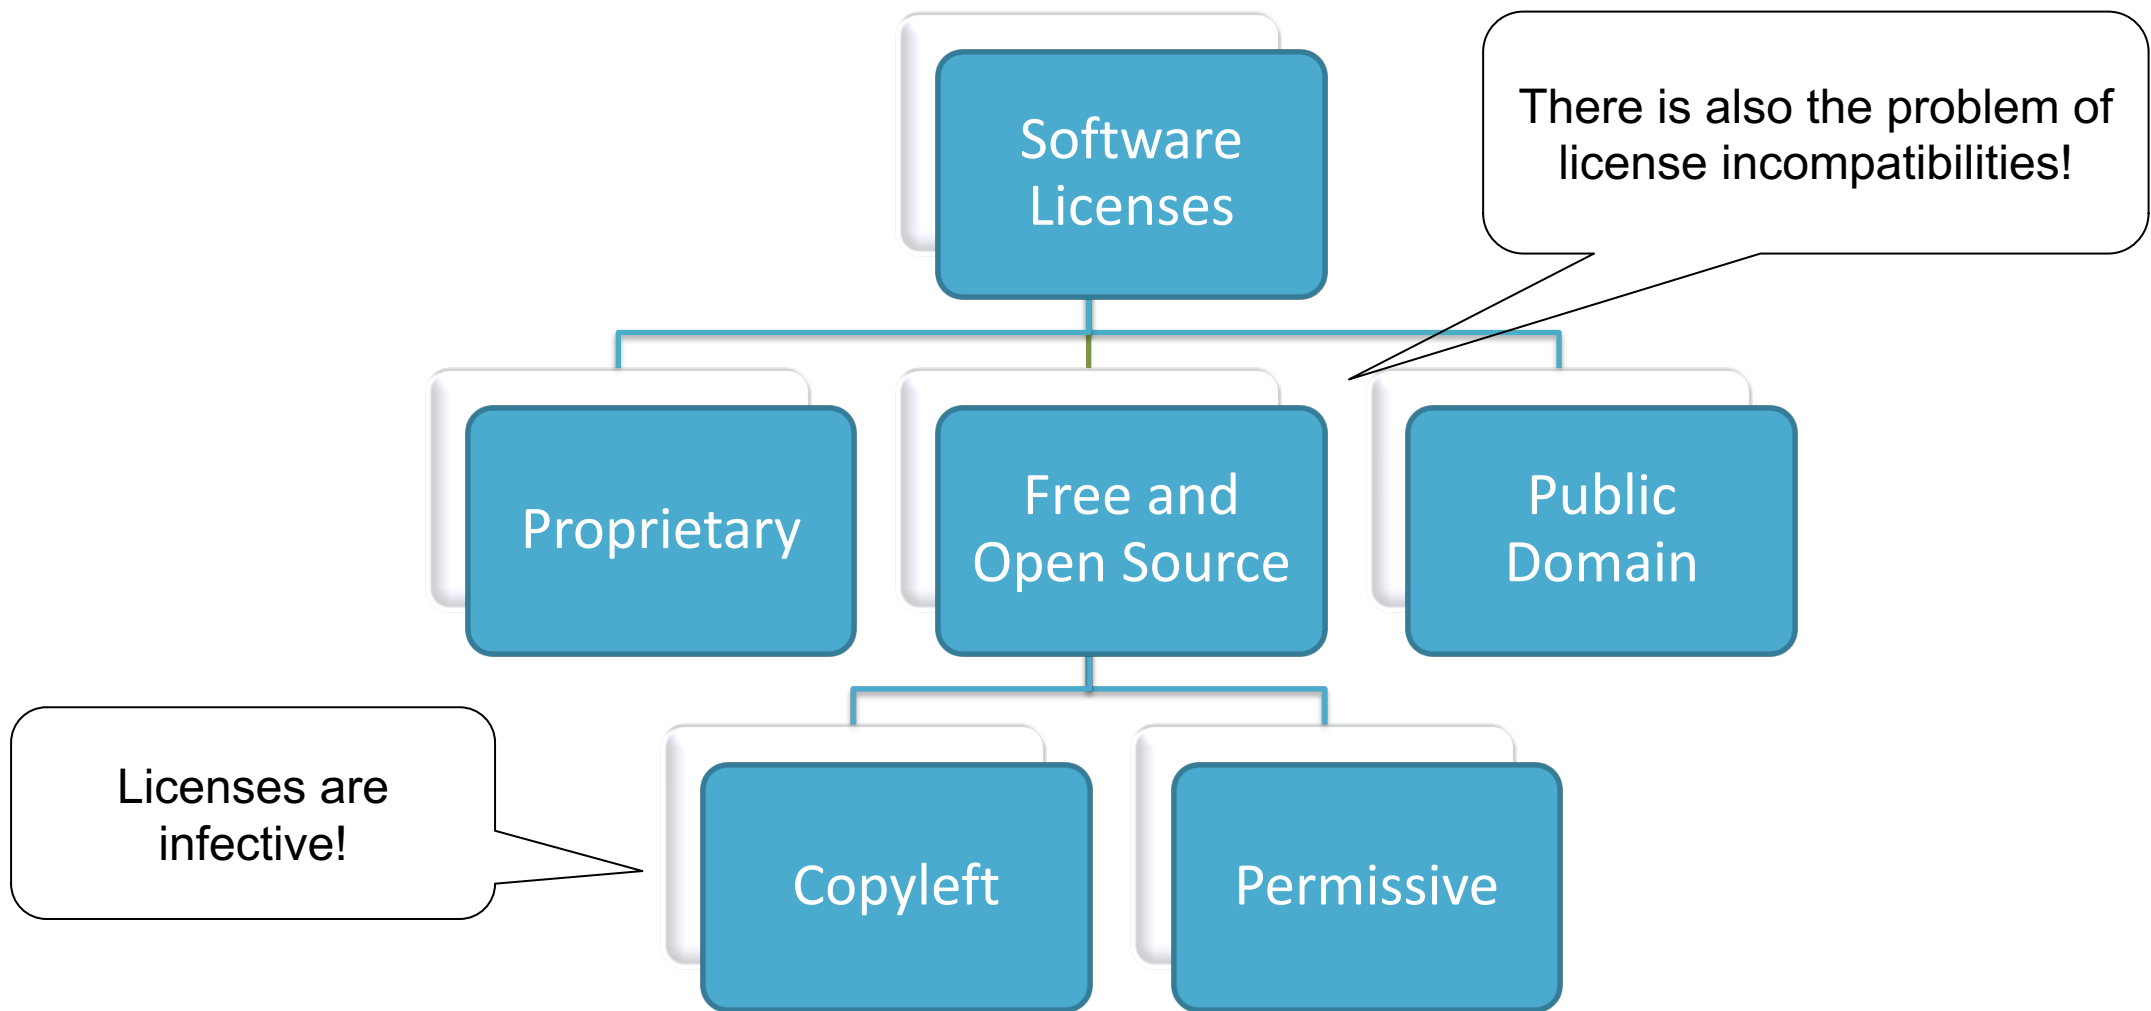 Software
Licenses
There is also the problem of
license incompatibilities!
Proprietary
Free and
Open Source
Public
Domain
Licenses are
infective!
Copyleft
Permissive